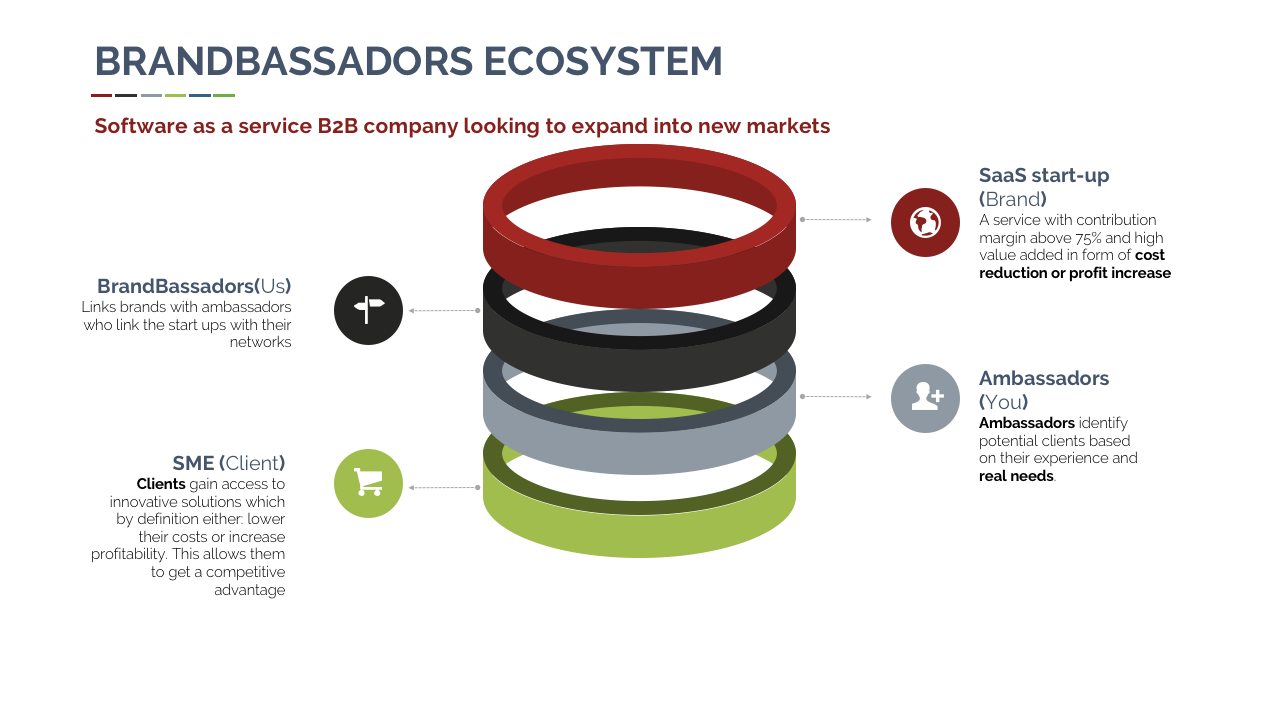 BRANDBASSADORS ECOSYSTEM
Software as a service B2B company looking to expand into new markets
SaaS start-up
(Brand)
A service with contribution
margin above 75% and high
value added in form of cost
reduction or profit increase
BrandBassadors(Us)
Links brands with ambassadors
who link the start ups with their
networks
Ambassadors
(You)
Ambassadors identify
potential clients based
on their experience and
real needs.
SME (Client)
Clients gain access to
innovative solutions which
by definition either: lower
their costs or increase
profitability. This allows them
to get a competitive
advantage